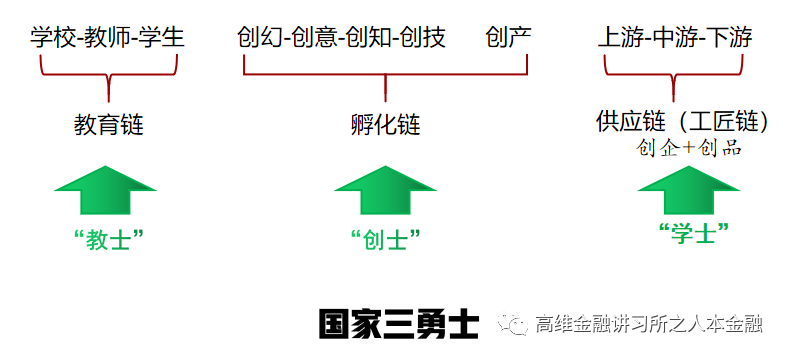 学校-教师-学生 创幻-创意-创知-创技 创产 上游-中游-下游
教育链 孵化链 供应链（工匠链）
创企+创品
“教士” “创士” “学士”
国家三勇士 高维金融讲习所之人本金融